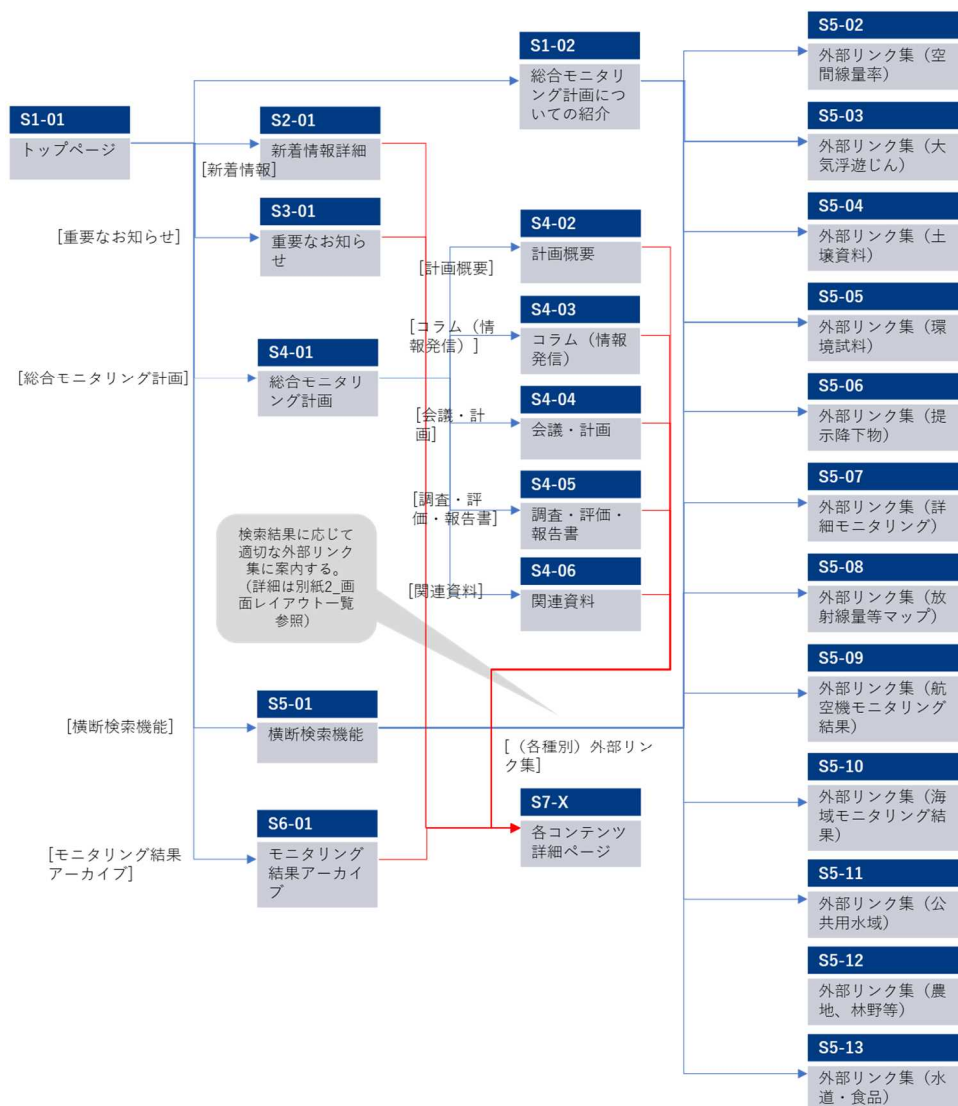 S1-01
トップページ
[新着情報]
[重要なお知らせ]
[総合モニタリング計画]
[横断検索機能]
[モニタリング結果
アーカイブ]
S2-01
新着情報詳細
S3-01
重要なお知ら
せ
S4-01
総合モニタリ
ング計画
検索結果に応じて
適切な外部リンク
集に案内する。
（詳細は別紙2_画
面レイアウト一覧
参照）
S5-01
横断検索機能
S6-01
モニタリング
結果アーカイ
ブ
[計画概要]
[コラム（情
報発信）]
[会議・計
画]
[調査・評
価・報告書]
[関連資料]
S1-02
総合モニタリ
ング計画につ
いての紹介
S4-02
計画概要
S4-03
コラム（情報
発信）
S4-04
会議・計画
S4-05
調査・評価・
報告書
S4-06
関連資料
[（各種別）外部リン
ク集]
S7-X
各コンテンツ
詳細ページ
S5-02
外部リンク集（空
間線量率）
S5-03
外部リンク集（大
気浮遊じん）
S5-04
外部リンク集（土
壌資料）
S5-05
外部リンク集（環
境試料）
S5-06
外部リンク集（提
示降下物）
S5-07
外部リンク集（詳
細モニタリング）
S5-08
外部リンク集（放
射線量等マップ）
S5-09
外部リンク集（航
空機モニタリング
結果）
S5-10
外部リンク集（海
域モニタリング結
果）
S5-11
外部リンク集（公
共用水域）
S5-12
外部リンク集（農
地、林野等）
S5-13
外部リンク集（水
道・食品）